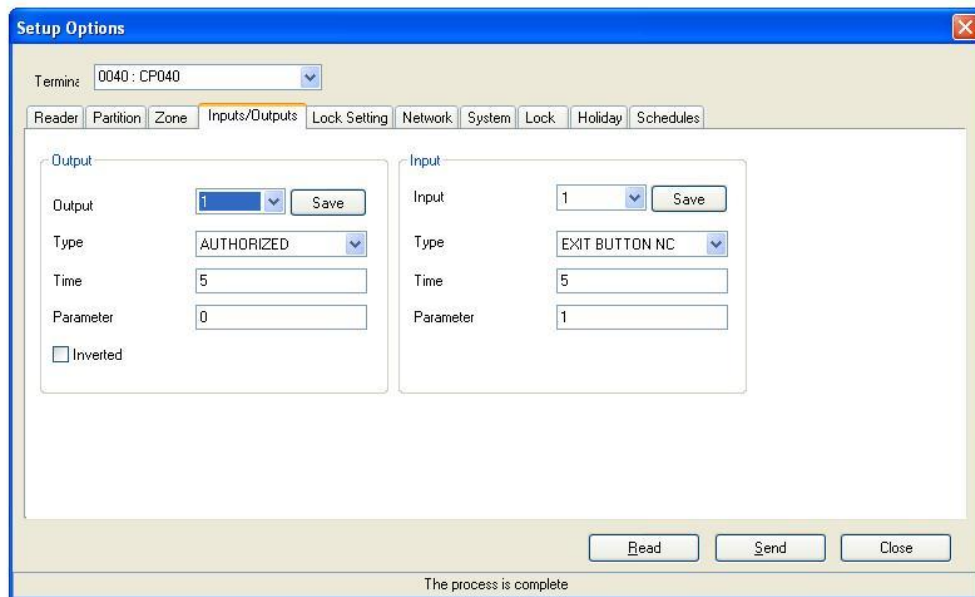 Setup Options
Termina 0040 : CP040
Reader Partition Zone Inputs/Outputs Lock Setting Network System Lock Holiday Schedules
Output
Output 1 Save
Type AUTHORIZED
Time 5
Parameter 0
Inverted
Input
Input 1 Save
Type EXIT BUTTON NC
Time 5
Parameter 1
Read Send Close
The process is complete